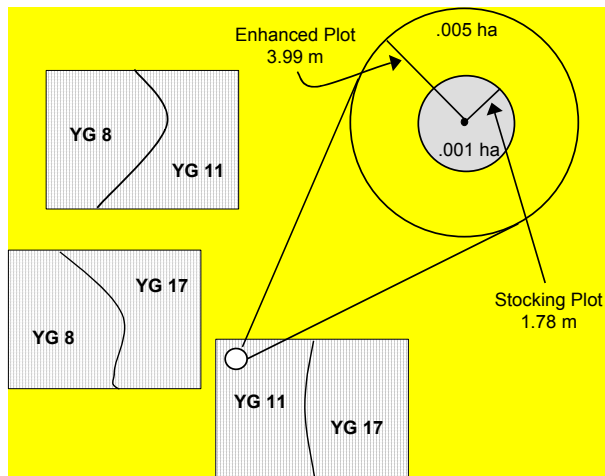 Enhanced Plot
3.99 m
.005 ha
.001 ha
Stocking Plot
1.78 m
YG 8
YG 11
YG 17
YG 8
YG 11
YG 17